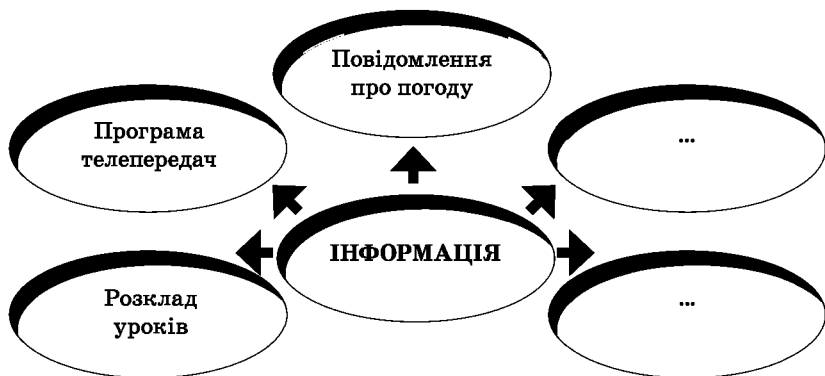 Повідомлення
про погоду
Програма
телепередач
...
ІНФОРМАЦІЯ
Розклад
уроків
...